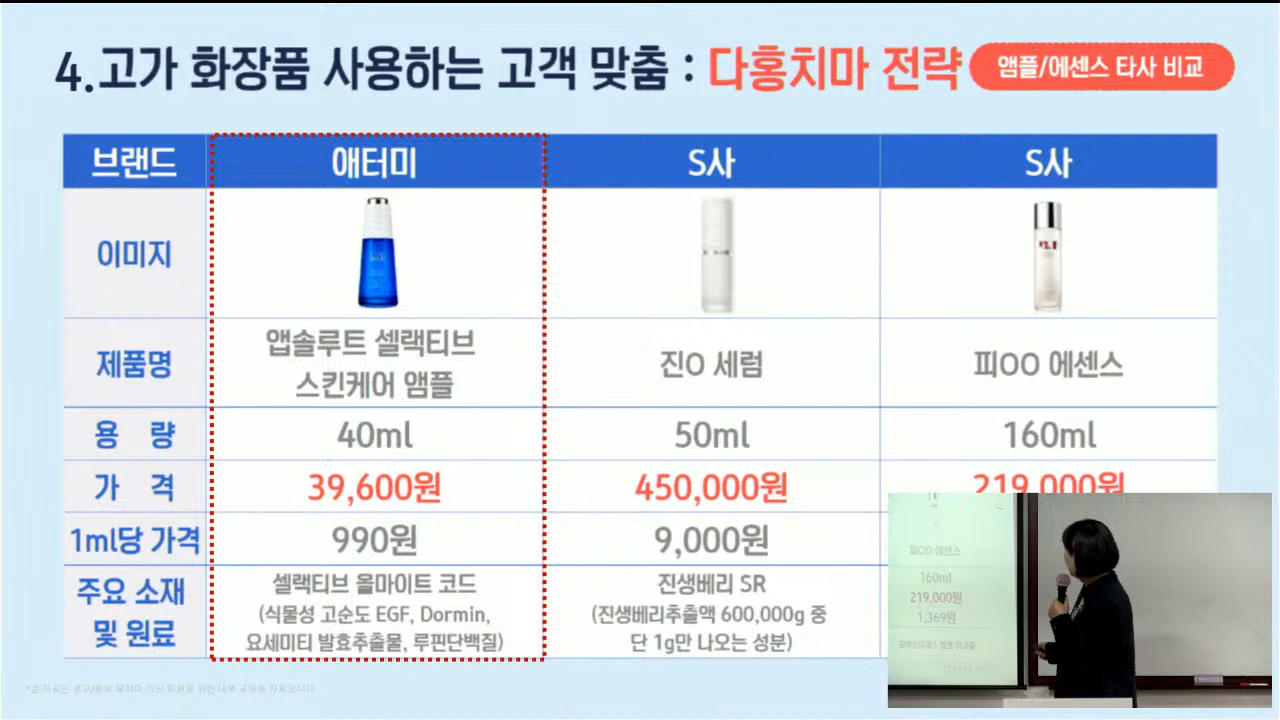 4.고가 화장품 사용하는 고객 맞춤 : 다홍치마 전략 앰플/에센스 타사 비교
브랜드 애터미 S사 S사
이미지
제품명 앱솔루트 셀랙티브 스킨케어 앰플 진O 세럼 피OO 에센스
용 량 40ml 50ml 160ml
가 격 39,600원 450,000원 219,000원
1ml당 가격 990원 9,000원
주요 소재 및 원료 셀랙티브 올마이트 코드 진생베리 SR
(식물성 고순도 EGF, Dormin, (진생베리추출액 600,000g 중
요세미티 발효추출물, 루핀단백질) 단 1g만 나오는 성분)
피OO 에센스
160ml
219,000원
1,369원